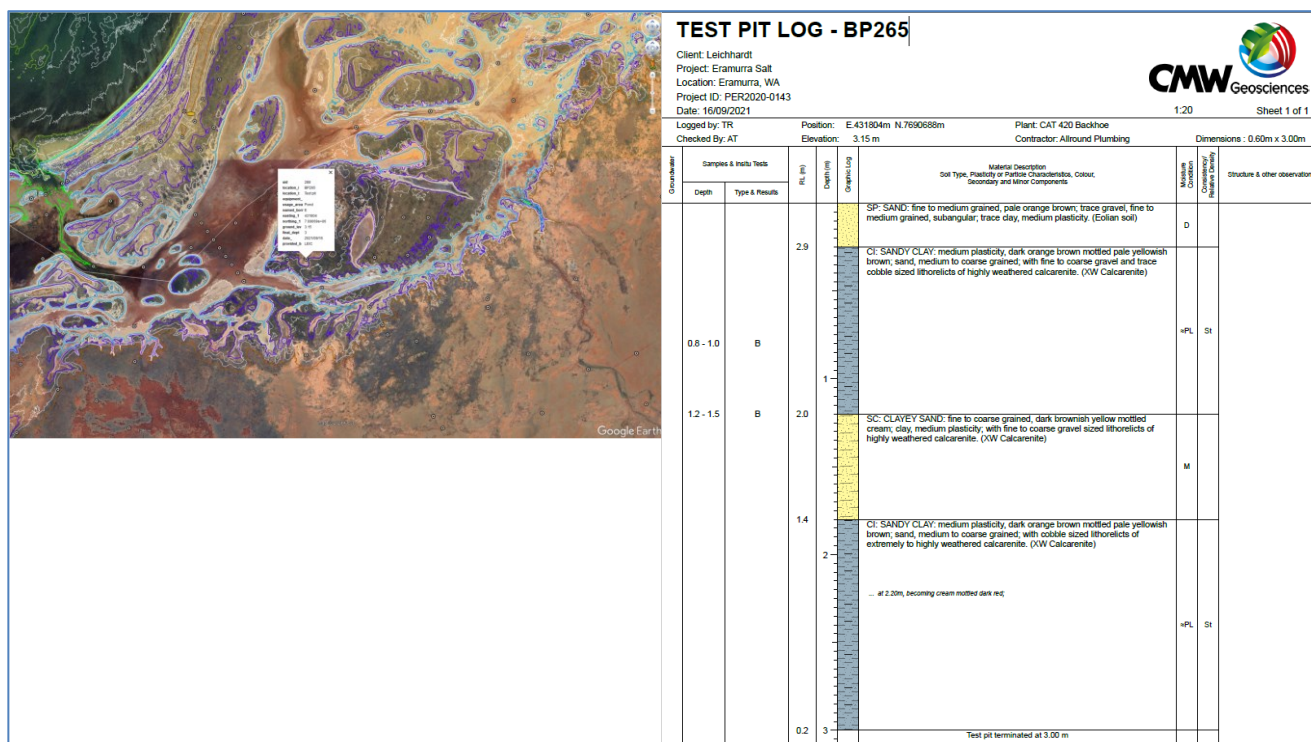 Google Earth
TEST PIT LOG - BP265
Client: Leichhardt
Project: Eramurra Salt
Location: Eramurra, WA
Project ID: PER2020-0143
Date: 16/09/2021
CMW Geosciences
1:20 Sheet 1 of 1
Logged by: TR Position: E.431804m N.7690688m Plant: CAT 420 Backhoe
Checked By: AT Elevation: 3.15 m Contractor: Allround Plumbing Dimensions : 0.60m x 3.00m
Groundwater
Samples & Insitu Tests
Depth Type & Results
RL (m)
Depth (m)
Graphic Log
Material Description
Soil Type, Plasticity or Particle Characteristics, Colour,
Secondary and Minor Components
Moisture
Condition
Consistency/
Relative Density
Structure & other observation
SP: SAND: fine to medium grained, pale orange brown; trace gravel, fine to
medium grained, subangular; trace clay, medium plasticity. (Eolian soil)
D
2.9
CI: SANDY CLAY: medium plasticity, dark orange brown mottled pale yellowish
brown; sand, medium to coarse grained; with fine to coarse gravel and trace
cobble sized lithorelicts of highly weathered calcarenite. (XW Calcarenite)
≈PL St
0.8 - 1.0 B
1
1.2 - 1.5 B 2.0
SC: CLAYEY SAND: fine to coarse grained, dark brownish yellow mottled
cream; clay, medium plasticity; with fine to coarse gravel sized lithorelicts of
highly weathered calcarenite. (XW Calcarenite)
M
1.4
CI: SANDY CLAY: medium plasticity, dark orange brown mottled pale yellowish
brown; sand, medium to coarse grained; with cobble sized lithorelicts of
extremely to highly weathered calcarenite. (XW Calcarenite)
2
... at 2.20m, becoming cream mottled dark red;
≈PL St
0.2 3
Test pit terminated at 3.00 m